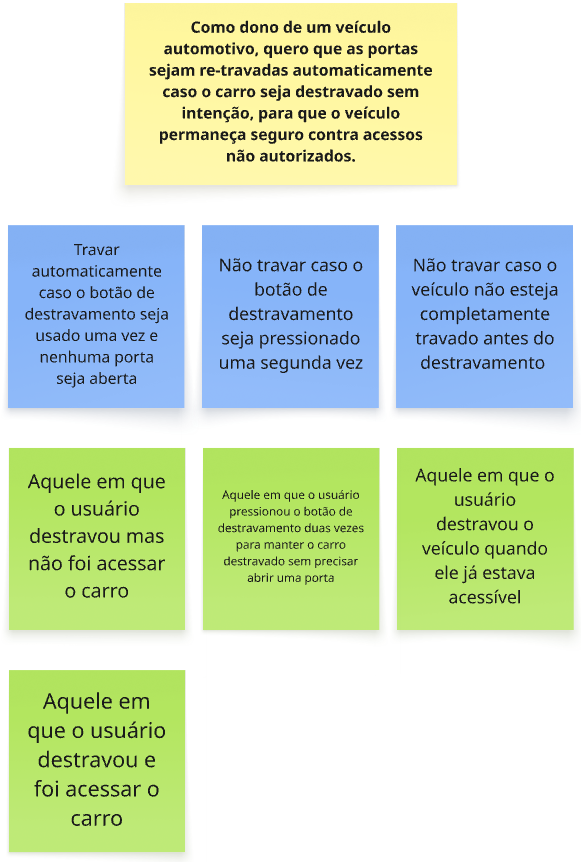 Como dono de um veículo
automotivo, quero que as portas
sejam re-travadas automaticamente
caso o carro seja destravado sem
intenção, para que o veículo
permaneça seguro contra acessos
não autorizados.
Travar
automaticamente
caso o botão de
destravamento seja
usado uma vez e
nenhuma porta
seja aberta
Não travar caso o
botão de
destravamento
seja pressionado
uma segunda vez
Não travar caso o
veículo não esteja
completamente
travado antes do
destravamento
Aquele em que
o usuário
destravou mas
não foi acessar
o carro
Aquele em que o usuário
pressionou o botão de
destravamento duas vezes
para manter o carro
destravado sem precisar
abrir uma porta
Aquele em que o
usuário
destravou o
veículo quando
ele já estava
acessível
Aquele em
que o usuário
destravou e
foi acessar o
carro